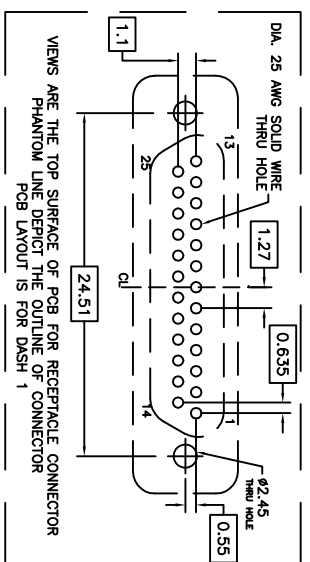 DIA. 25 AWG SOLID WIRE
THRU HOLE
1.27
0.635
1.1
13
1
Ø2.45
THRU HOLE
25
14
CL
0.55
24.51
VIEWS ARE THE TOP SURFACE OF PCB FOR RECEPTACLE CONNECTOR
PHANTOM LINE DEPICT THE OUTLINE OF CONNECTOR
PCB LAYOUT IS FOR DASH 1